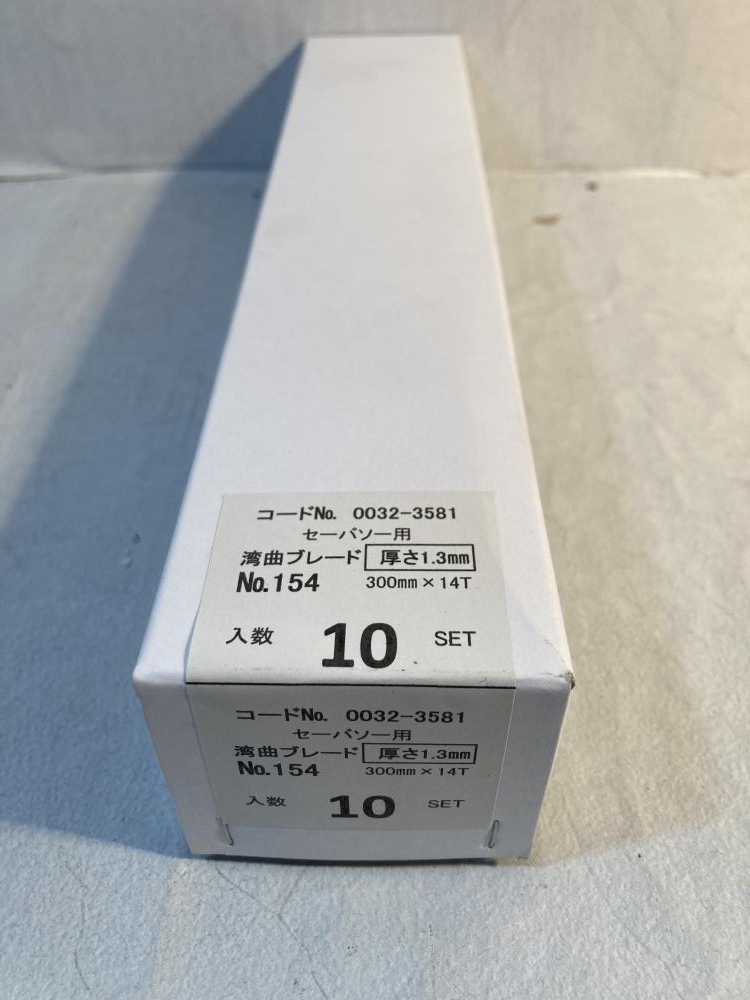 コードNo. 0032-3581
セーバソー用
湾曲ブレード 厚さ1.3mm
No.154 300mm×14T
入数 10 SET
コードNo. 0032-3581
セーバソー用
湾曲ブレード 厚さ1.3mm
No.154 300mm×14T
入数 10 SET